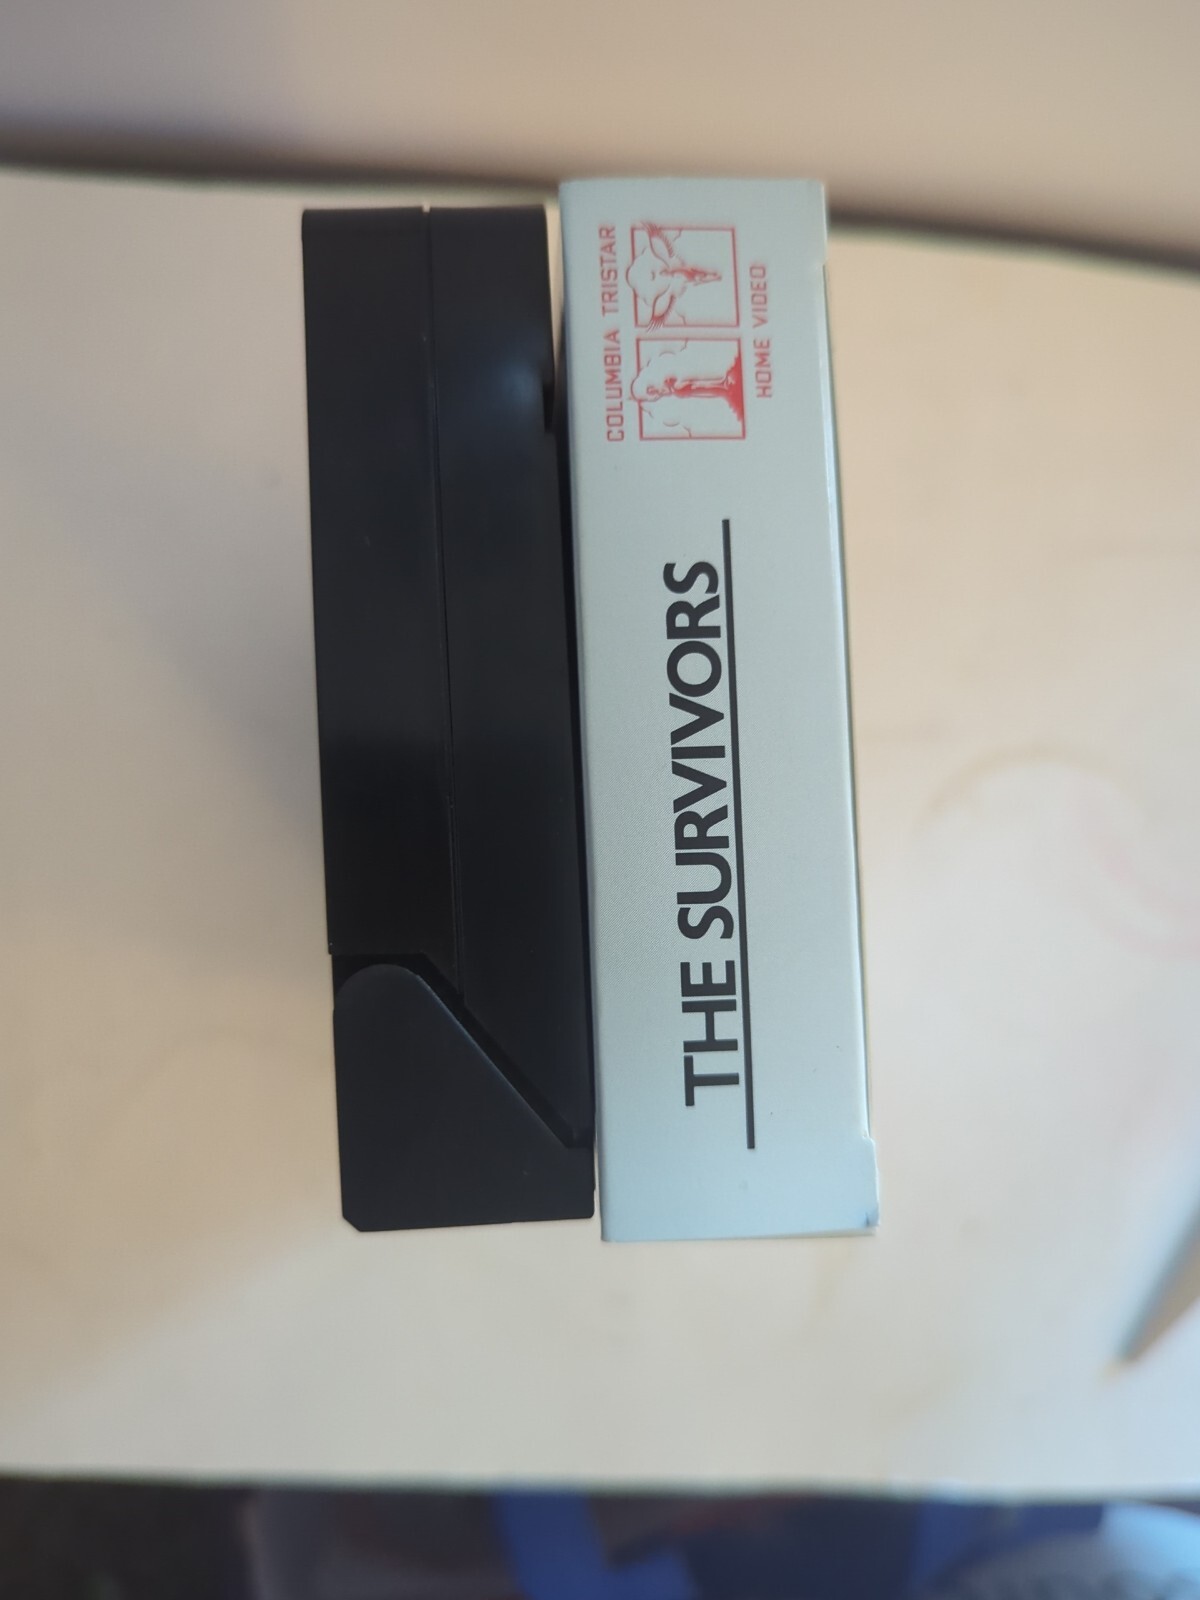 THE SURVIVORS
COLUMBIA TRISTAR
HOME VIDEO